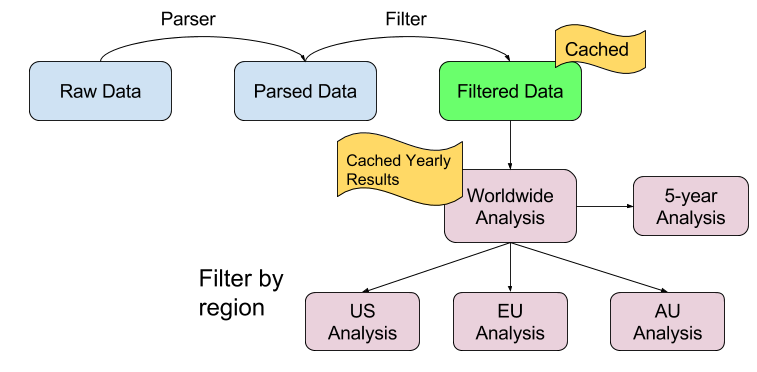 Parser
Filter
Cached
Raw Data
Parsed Data
Filtered Data
Cached Yearly
Results
Worldwide
Analysis
5-year
Analysis
Filter by
region
US
Analysis
EU
Analysis
AU
Analysis